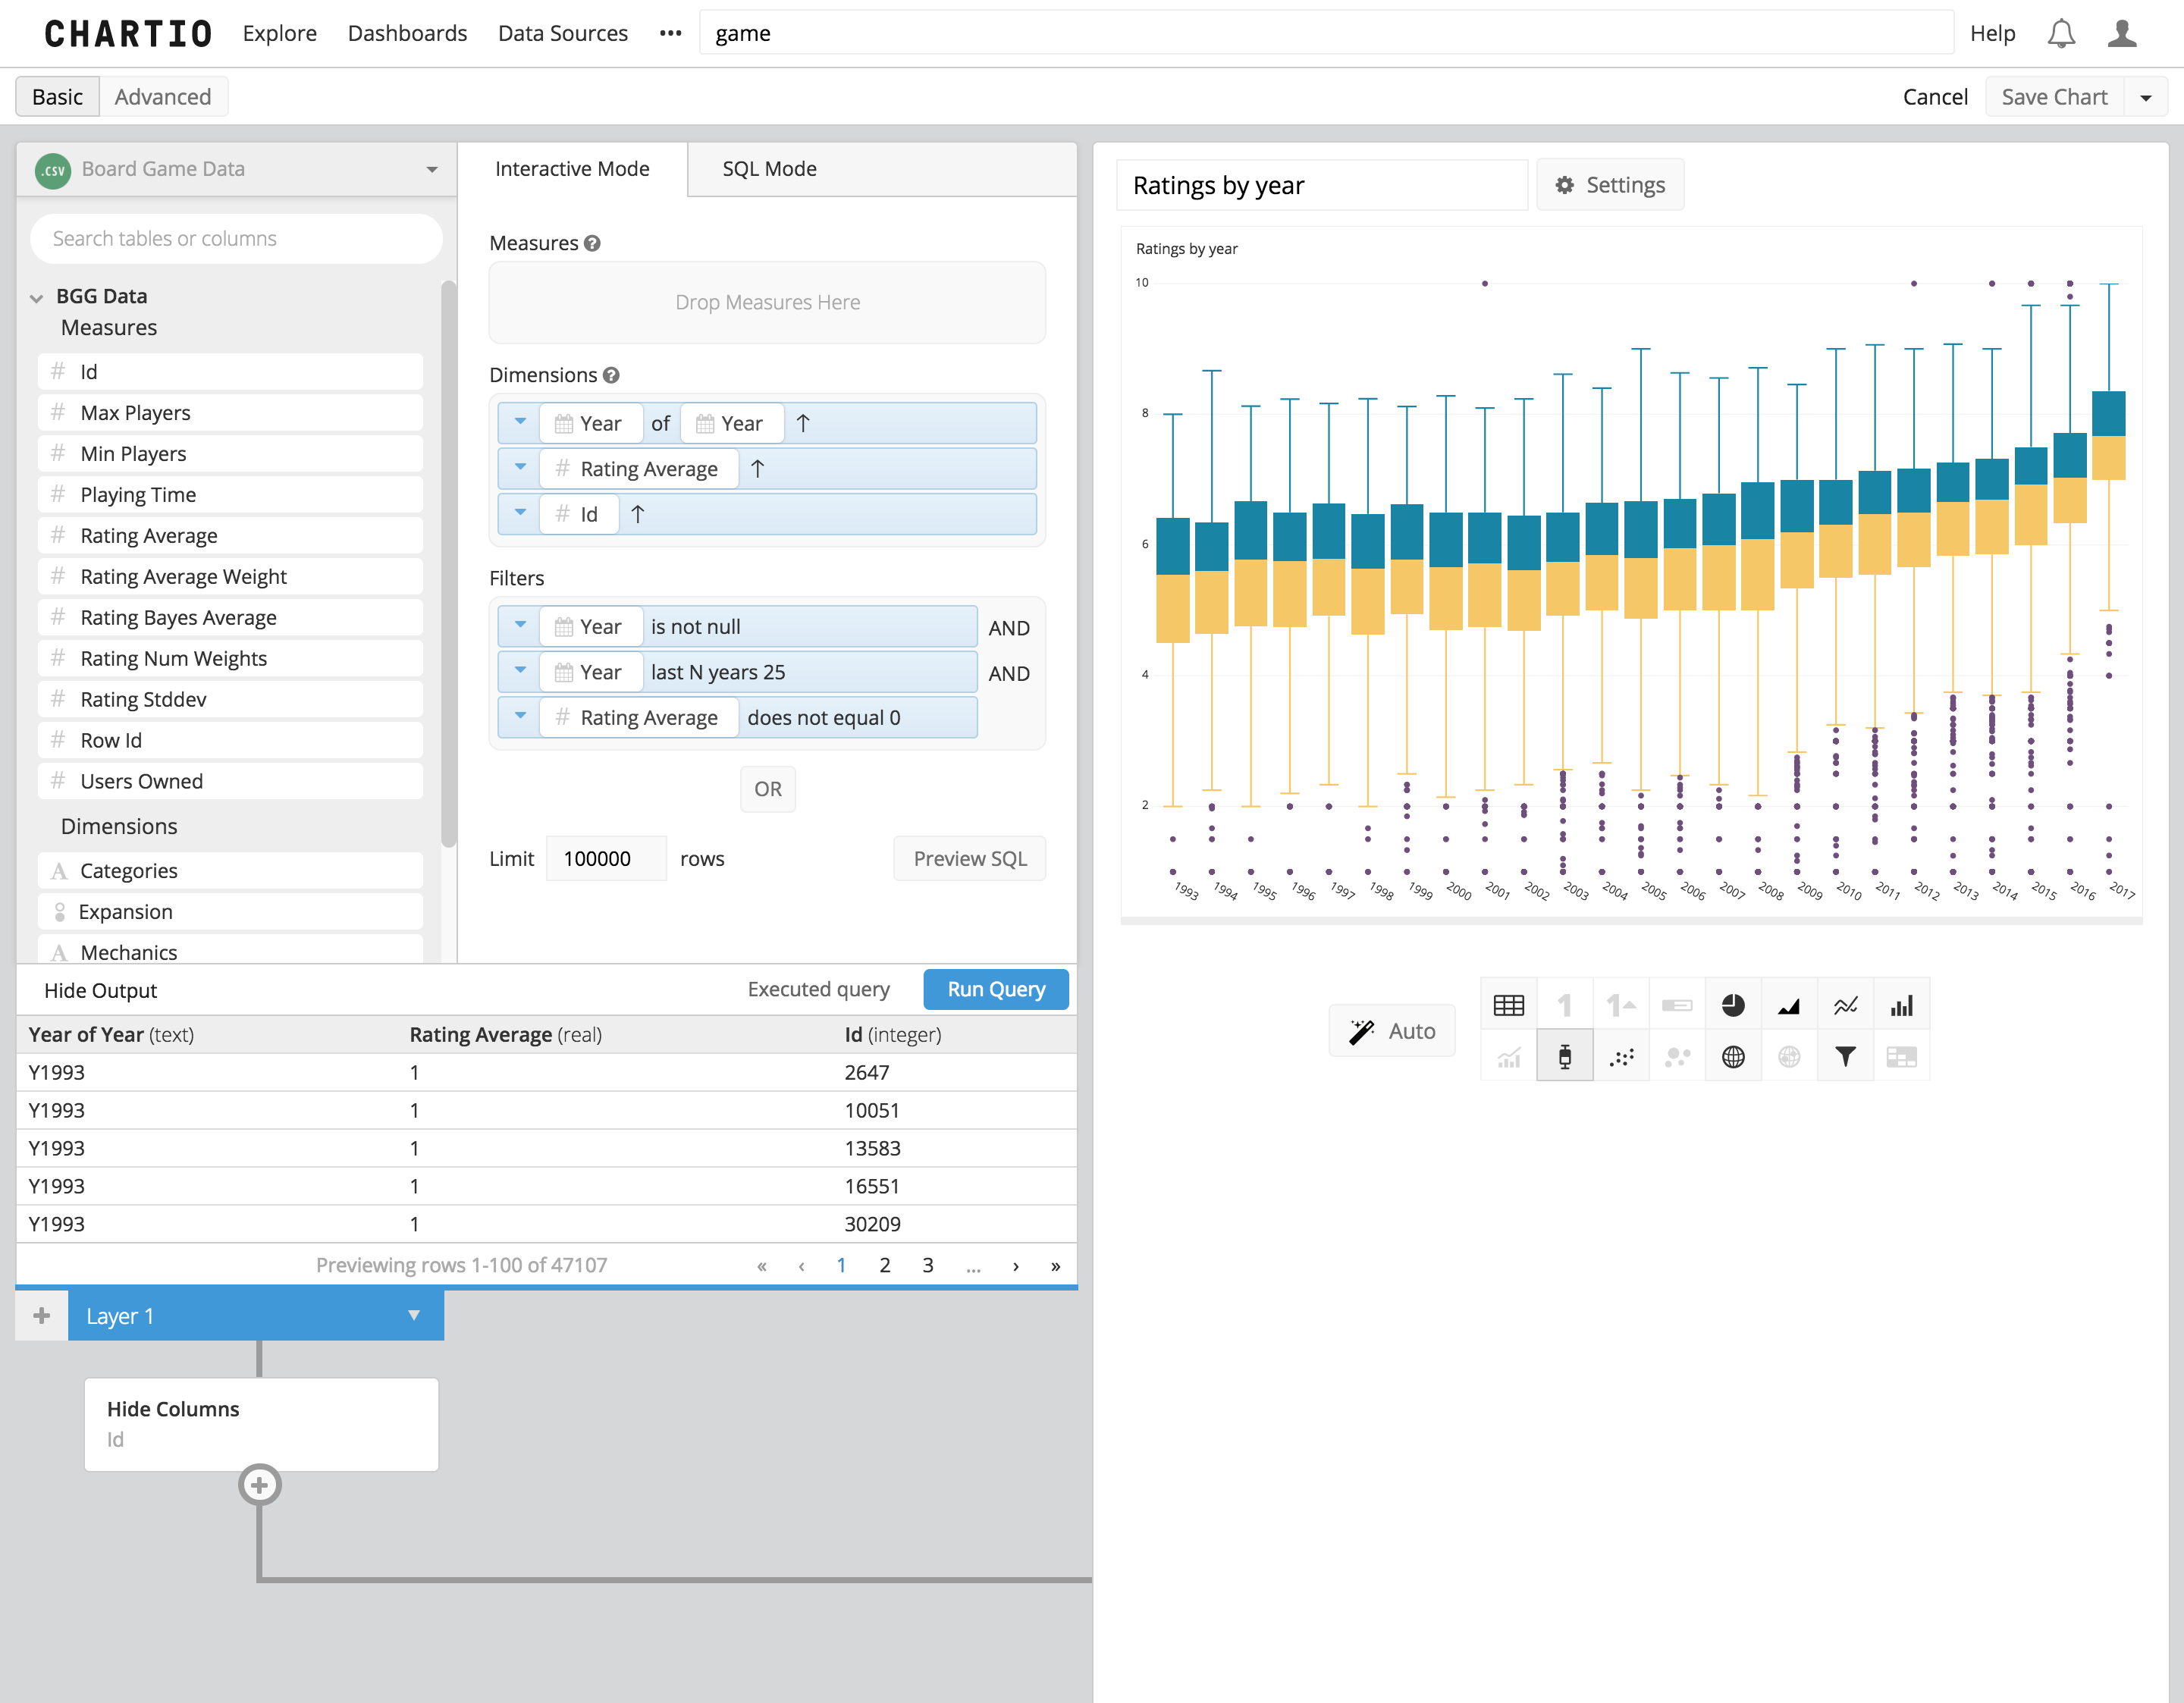 CHARTIO Explore Dashboards Data Sources ••• game Help
Basic Advanced Cancel Save Chart
.CSV Board Game Data
Search tables or columns
BGG Data
Measures
# Id
# Max Players
# Min Players
# Playing Time
# Rating Average
# Rating Average Weight
# Rating Bayes Average
# Rating Num Weights
# Rating Stddev
# Row Id
# Users Owned
Dimensions
A Categories
Expansion
A Mechanics
Interactive Mode SQL Mode
Measures ?
Drop Measures Here
Dimensions ?
Year of Year ↑
# Rating Average ↑
# Id ↑
Filters
Year is not null AND
Year last N years 25 AND
# Rating Average does not equal 0
OR
Limit 100000 rows Preview SQL
Hide Output Executed query Run Query
Year of Year (text) Rating Average (real) Id (integer)
Y1993 1 2647
Y1993 1 10051
Y1993 1 13583
Y1993 1 16551
Y1993 1 30209
Previewing rows 1-100 of 47107 « ‹ 1 2 3 ... › »
+ Layer 1
Hide Columns
Id
Ratings by year Settings
Ratings by year
10
8
6
4
2
1993 1994 1995 1996 1997 1998 1999 2000 2001 2002 2003 2004 2005 2006 2007 2008 2009 2010 2011 2012 2013 2014 2015 2016 2017
Auto
1 1